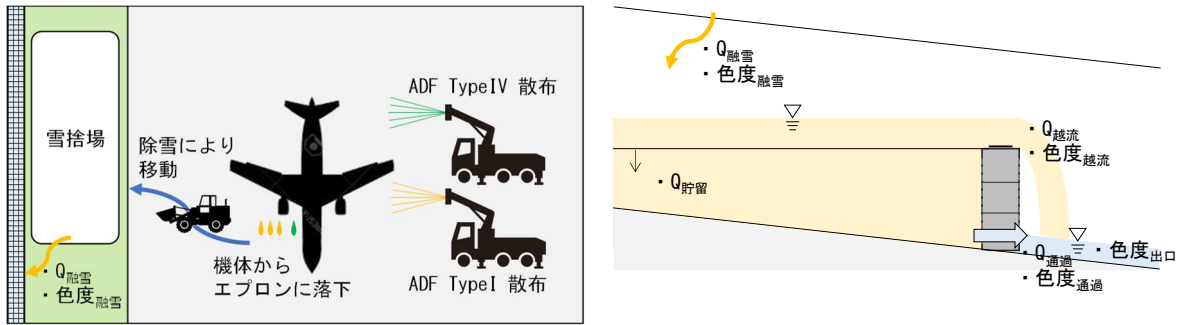 雪捨場
除雪により
移動
ADF TypeIV 散布
機体から
エプロンに落下
ADF TypeI 散布
・Q融雪
・色度融雪
・Q融雪
・色度融雪
・Q越流
・色度越流
・Q貯留
・Q通過
・色度通過
・色度出口